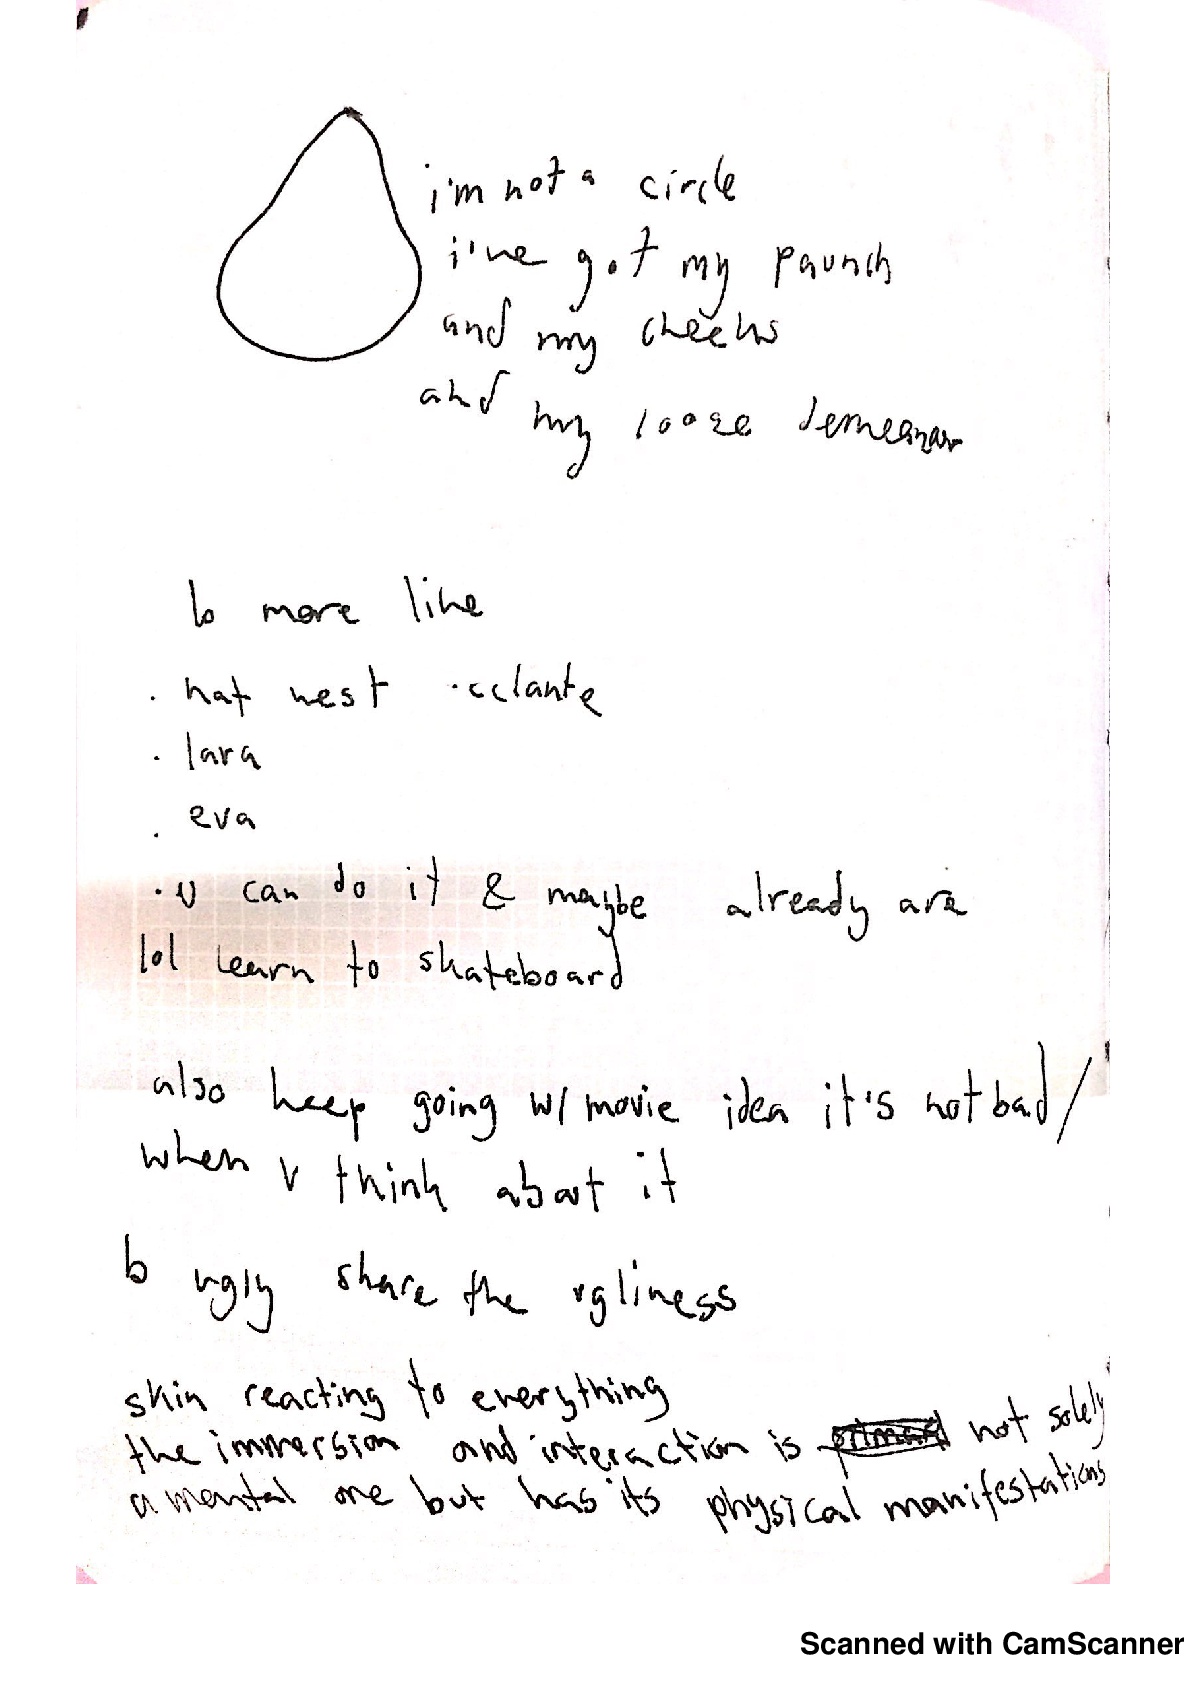 i'm not a circle
i've got my paunch
and my cheeks
and my loose demeanor
b more like
· nat west · cclante
· lara
· eva
· u can do it & maybe already are
lol learn to skateboard
also keep going w/ movie idea it's not bad/
when u think about it
b ugly share the ugliness
skin reacting to everything
the immersion and interaction is not solely
a mental one but has its physical manifestations
Scanned with CamScanner